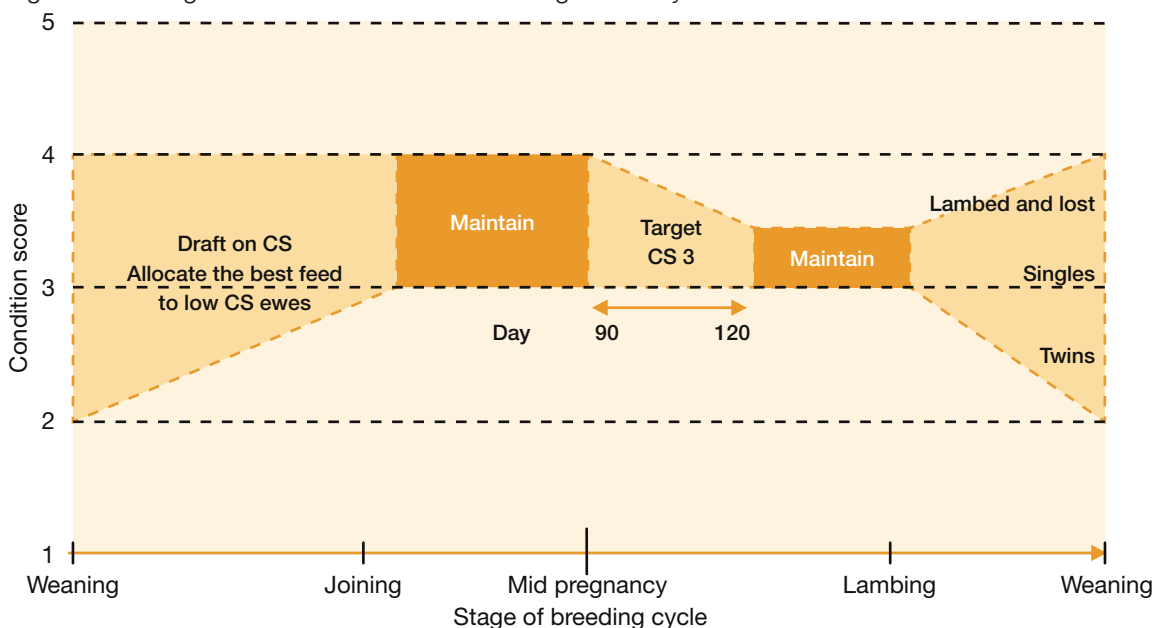 5
4
3
2
1
Condition score
Draft on CS
Allocate the best feed
to low CS ewes
Maintain
Target
CS 3
Maintain
Lambed and lost
Singles
Twins
Day 90 120
Weaning Joining Mid pregnancy Lambing Weaning
Stage of breeding cycle